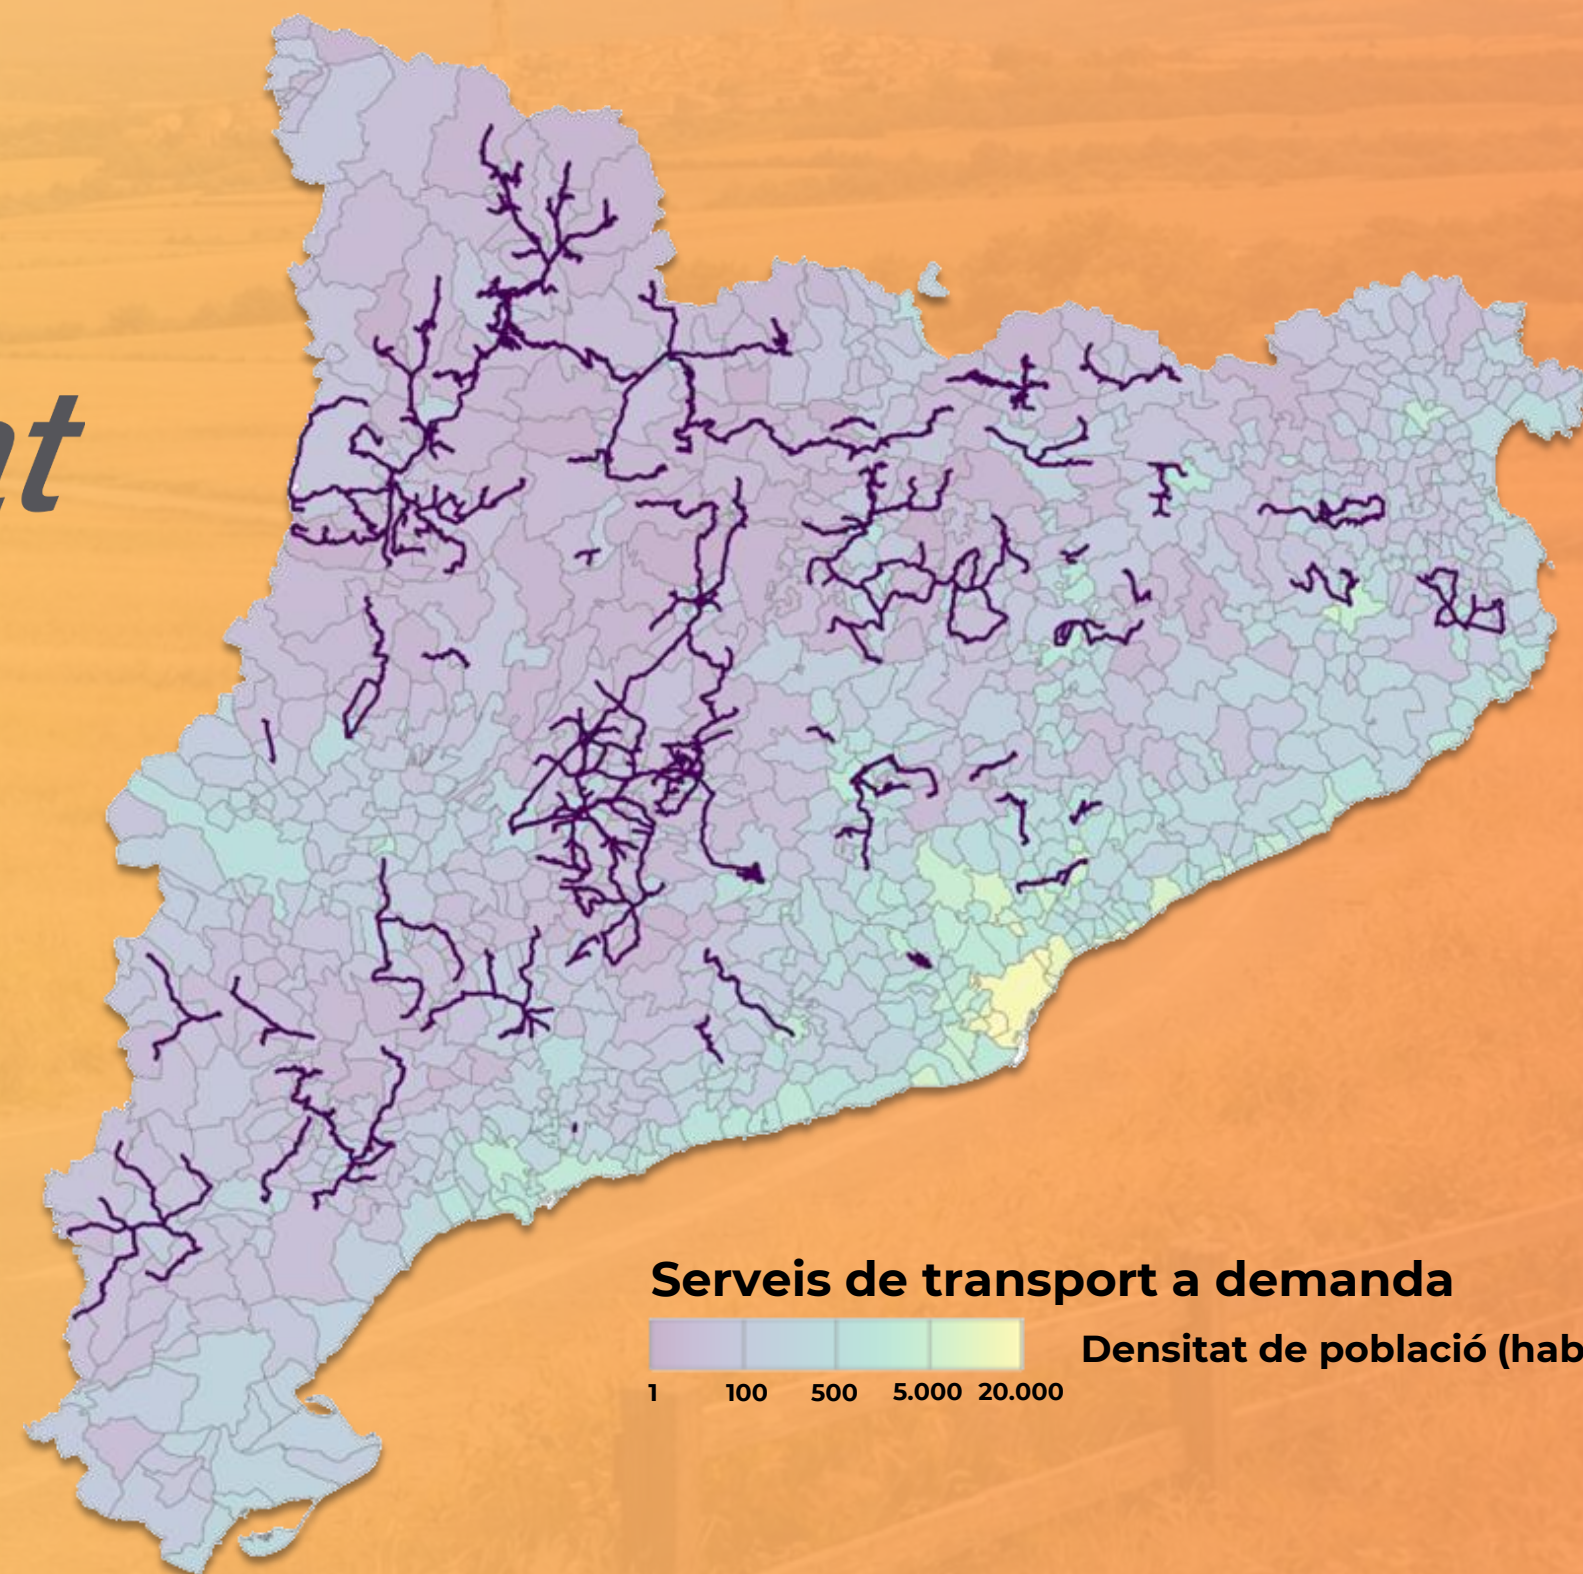 Serveis de transport a demanda
Densitat de població (hab
1 100 500 5.000 20.000